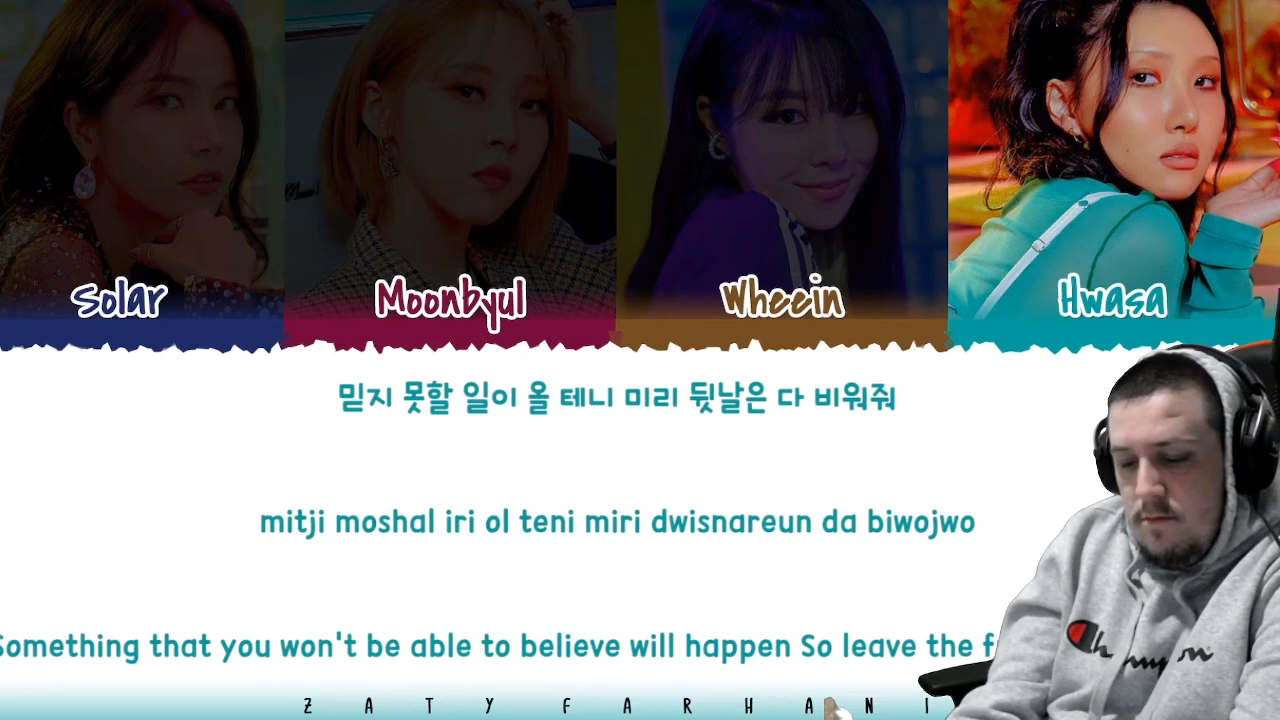 Solar
Moonbyul
Wheein
Hwasa
믿지 못할 일이 올 테니 미리 뒷날은 다 비워줘
mitji moshal iri ol teni miri dwisnareun da biwojwo
Something that you won't be able to believe will happen So leave the
Z A T Y F A R H A N I
Champion